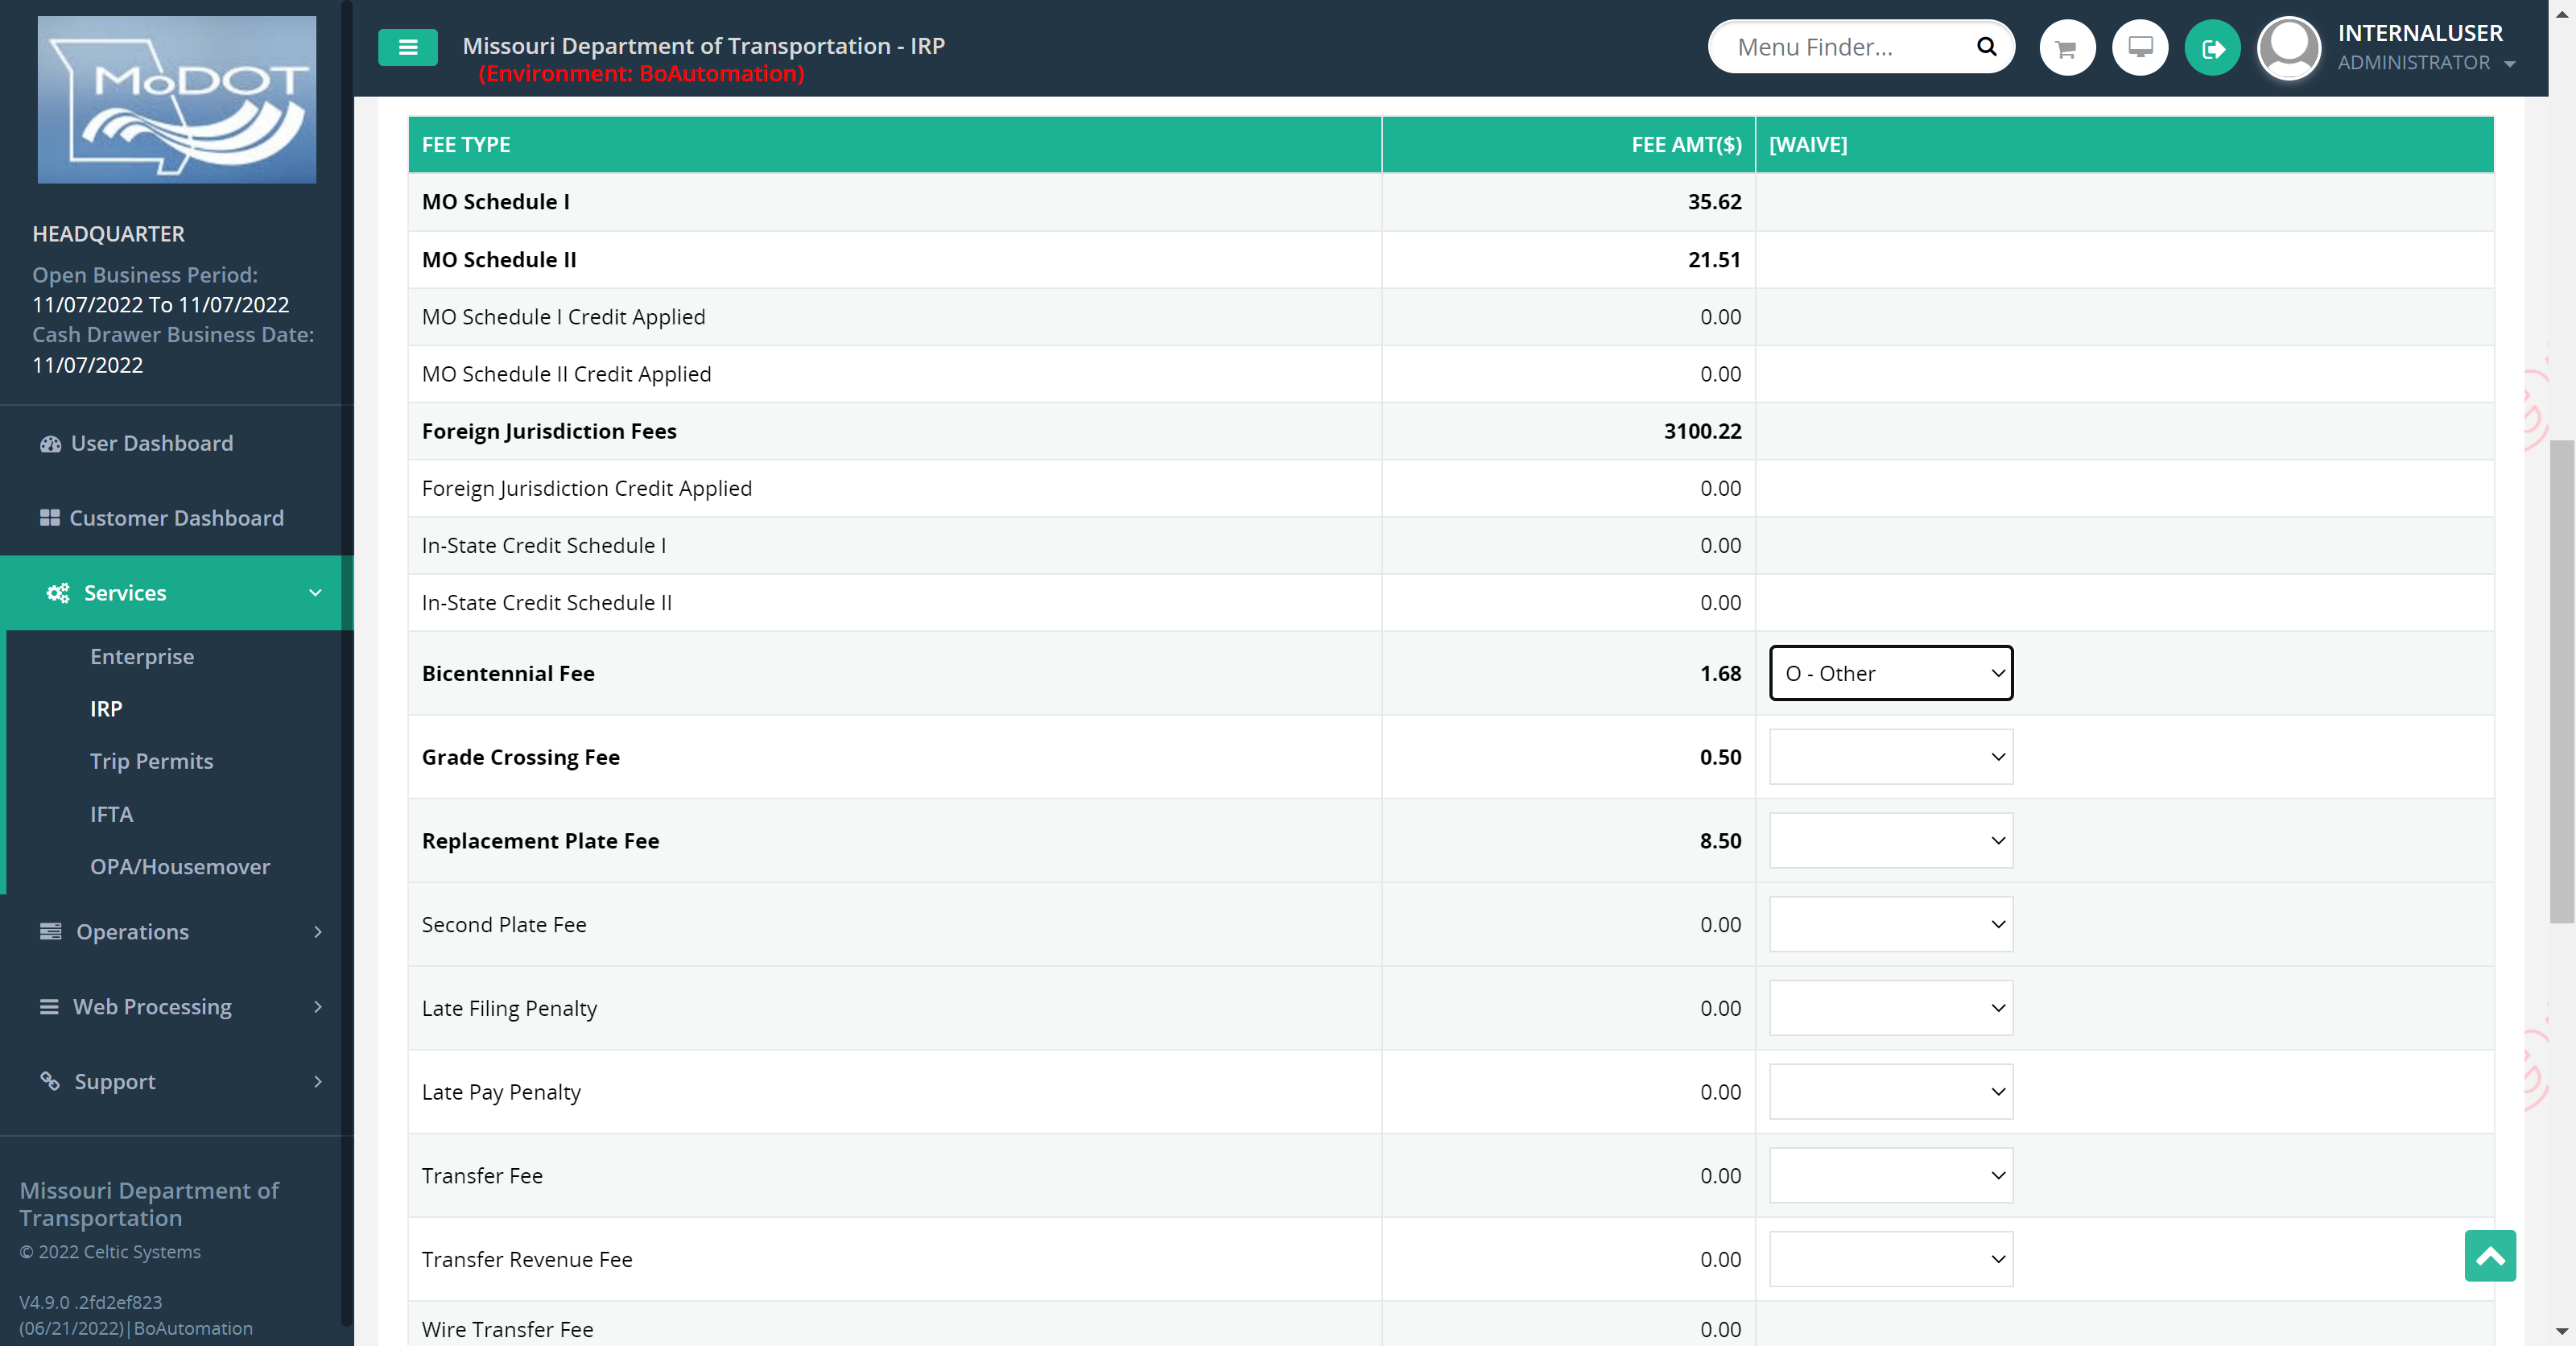 MoDOT
Missouri Department of Transportation - IRP
(Environment: BoAutomation)
Menu Finder...
INTERNALUSER
ADMINISTRATOR
HEADQUARTER
Open Business Period:
11/07/2022 To 11/07/2022
Cash Drawer Business Date:
11/07/2022
User Dashboard
Customer Dashboard
Services
Enterprise
IRP
Trip Permits
IFTA
OPA/Housemover
Operations
Web Processing
Support
Missouri Department of
Transportation
© 2022 Celtic Systems
V4.9.0 .2fd2ef823
(06/21/2022)|BoAutomation
FEE TYPE FEE AMT($) [WAIVE]
MO Schedule I 35.62
MO Schedule II 21.51
MO Schedule I Credit Applied 0.00
MO Schedule II Credit Applied 0.00
Foreign Jurisdiction Fees 3100.22
Foreign Jurisdiction Credit Applied 0.00
In-State Credit Schedule I 0.00
In-State Credit Schedule II 0.00
Bicentennial Fee 1.68 O - Other
Grade Crossing Fee 0.50
Replacement Plate Fee 8.50
Second Plate Fee 0.00
Late Filing Penalty 0.00
Late Pay Penalty 0.00
Transfer Fee 0.00
Transfer Revenue Fee 0.00
Wire Transfer Fee 0.00